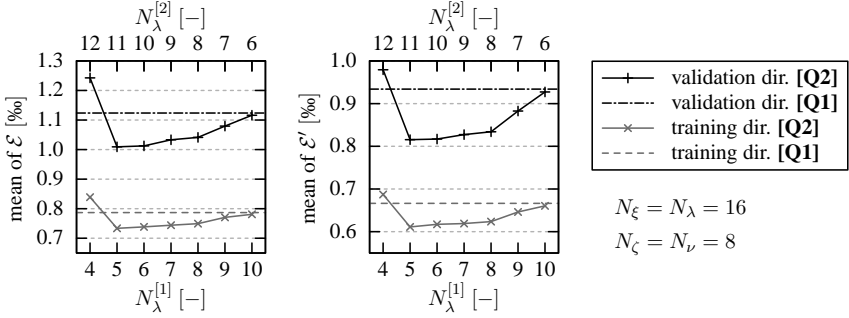 N_λ^[2] [−]
12 11 10 9 8 7 6
1.3
1.2
1.1
1.0
0.9
0.8
0.7
mean of ℰ [‰]
4 5 6 7 8 9 10
N_λ^[1] [−]
N_λ^[2] [−]
12 11 10 9 8 7 6
1.0
0.9
0.8
0.7
0.6
mean of ℰ′ [‰]
4 5 6 7 8 9 10
N_λ^[1] [−]
validation dir. [Q2]
validation dir. [Q1]
training dir. [Q2]
training dir. [Q1]
N_ξ = N_λ = 16
N_ζ = N_ν = 8